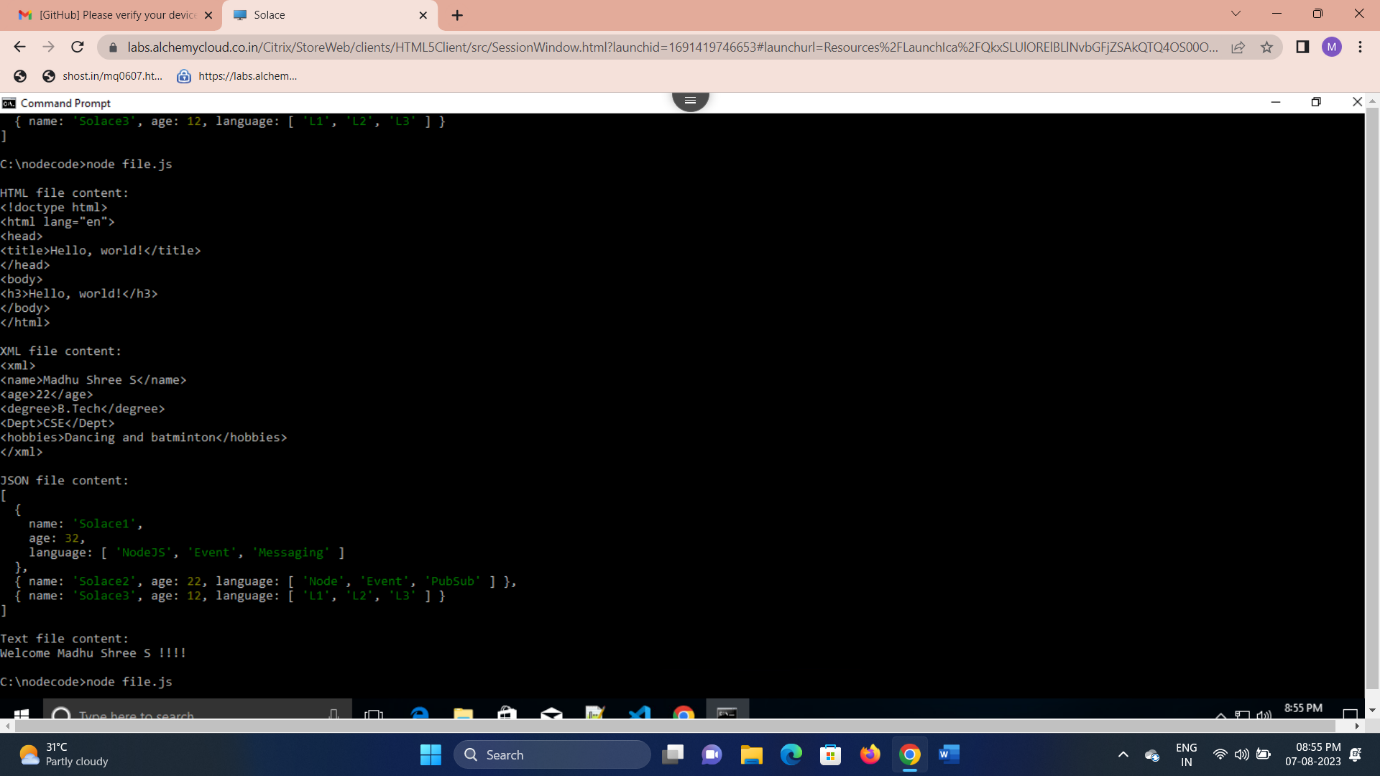 [GitHub] Please verify your device
Solace
labs.alchemycloud.co.in/Citrix/StoreWeb/clients/HTML5Client/src/SessionWindow.html?launchid=1691419746653#launchurl=Resources%2FLaunchIca%2FQkxSLUlORElBLlNvbGFjZSAkQTQ4OS00O...
M
shost.in/mq0607.ht...
https://labs.alchem...
Command Prompt
{ name: 'Solace3', age: 12, language: [ 'L1', 'L2', 'L3' ] }
]
C:\nodecode>node file.js
HTML file content:
<!doctype html>
<html lang="en">
<head>
<title>Hello, world!</title>
</head>
<body>
<h3>Hello, world!</h3>
</body>
</html>
XML file content:
<xml>
<name>Madhu Shree S</name>
<age>22</age>
<degree>B.Tech</degree>
<Dept>CSE</Dept>
<hobbies>Dancing and batminton</hobbies>
</xml>
JSON file content:
[
{
name: 'Solace1',
age: 32,
language: [ 'NodeJS', 'Event', 'Messaging' ]
},
{ name: 'Solace2', age: 22, language: [ 'Node', 'Event', 'PubSub' ] },
{ name: 'Solace3', age: 12, language: [ 'L1', 'L2', 'L3' ] }
]
Text file content:
Welcome Madhu Shree S !!!!
C:\nodecode>node file.js
Type here to search
8:55 PM
31°C
Partly cloudy
Search
ENG
IN
08:55 PM
07-08-2023